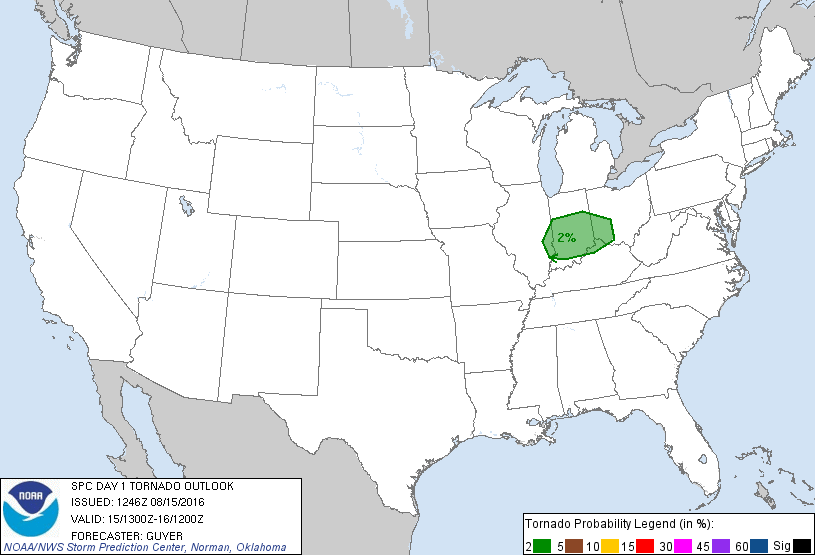 2%
NOAA
SPC DAY 1 TORNADO OUTLOOK
ISSUED: 1246Z 08/15/2016
VALID: 15/1300Z-16/1200Z
FORECASTER: GUYER
NOAA/NWS Storm Prediction Center, Norman, Oklahoma
Tornado Probability Legend (in %):
2 5 10 15 30 45 60 Sig